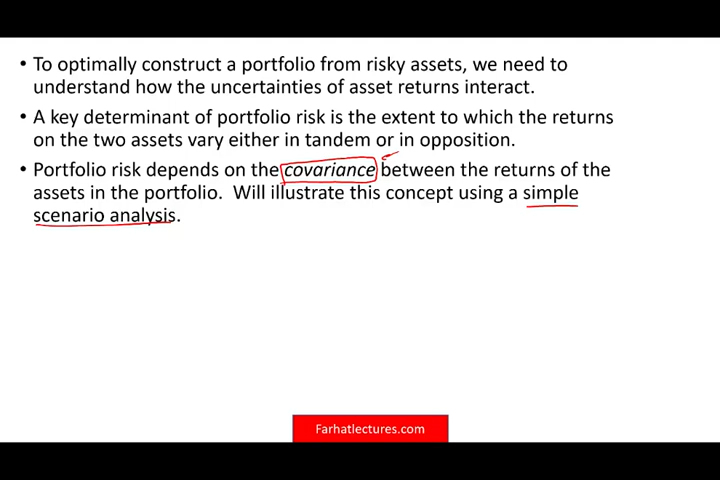 • To optimally construct a portfolio from risky assets, we need to
understand how the uncertainties of asset returns interact.
• A key determinant of portfolio risk is the extent to which the returns
on the two assets vary either in tandem or in opposition.
• Portfolio risk depends on the covariance between the returns of the
assets in the portfolio.  Will illustrate this concept using a simple
scenario analysis.
Farhatlectures.com